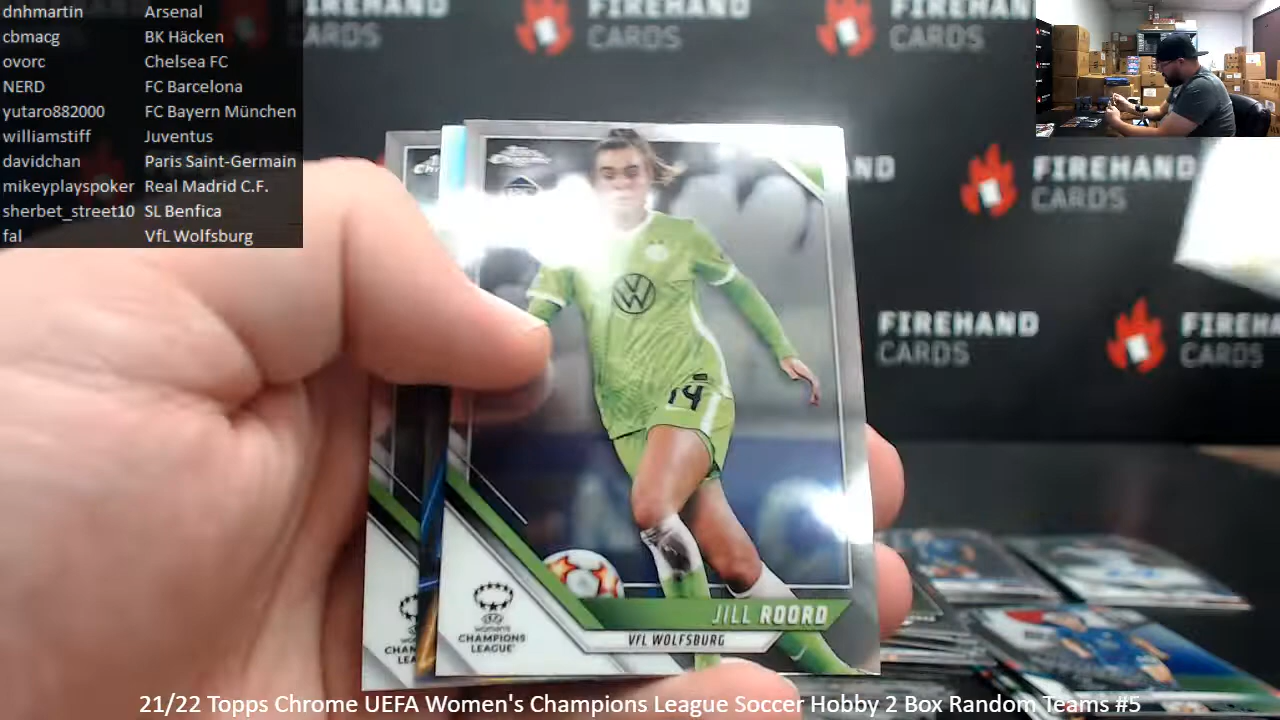 dnhmartin Arsenal
cbmacg BK Häcken
ovorc Chelsea FC
NERD FC Barcelona
yutaro882000 FC Bayern München
williamstiff Juventus
davidchan Paris Saint-Germain
mikeyplayspoker Real Madrid C.F.
sherbet_street10 SL Benfica
fal VfL Wolfsburg
FIREHAND
CARDS
FIREHAN
CARDS
CARDS
FIREHAND
CARDS
FIREHAND
CARDS
14
JILL ROORD
VfL WOLFSBURG
WOMEN'S
CHAMPIONS
LEAGUE
21/22 Topps Chrome UEFA Women's Champions League Soccer Hobby 2 Box Random Teams #5